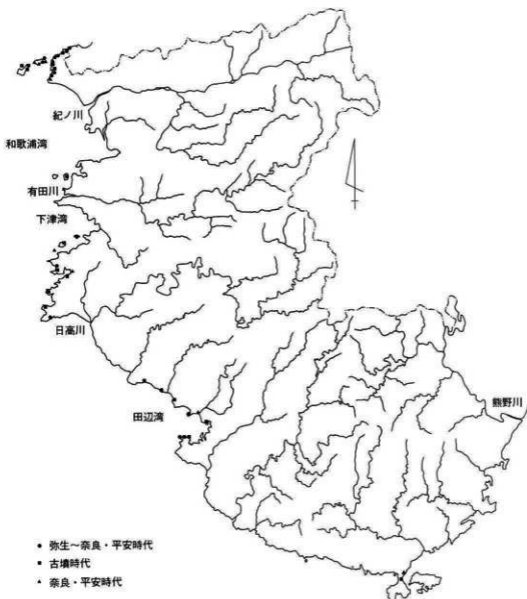 紀ノ川
和歌浦湾
有田川
下津湾
日高川
田辺湾
熊野川
● 弥生～奈良・平安時代
■ 古墳時代
▲ 奈良・平安時代